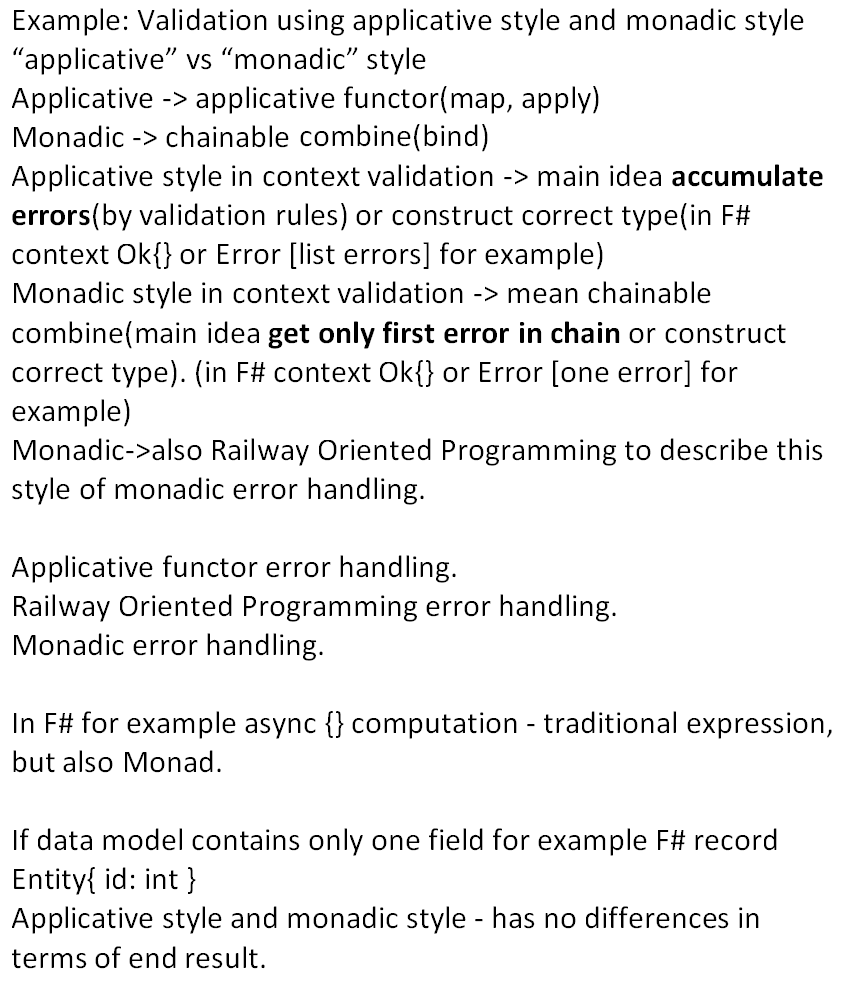 Example: Validation using applicative style and monadic style
“applicative” vs “monadic” style
Applicative -> applicative functor(map, apply)
Monadic -> chainable combine(bind)
Applicative style in context validation -> main idea accumulate
errors(by validation rules) or construct correct type(in F#
context Ok{} or Error [list errors] for example)
Monadic style in context validation -> mean chainable
combine(main idea get only first error in chain or construct
correct type). (in F# context Ok{} or Error [one error] for
example)
Monadic->also Railway Oriented Programming to describe this
style of monadic error handling.
Applicative functor error handling.
Railway Oriented Programming error handling.
Monadic error handling.
In F# for example async {} computation - traditional expression,
but also Monad.
If data model contains only one field for example F# record
Entity{ id: int }
Applicative style and monadic style - has no differences in
terms of end result.